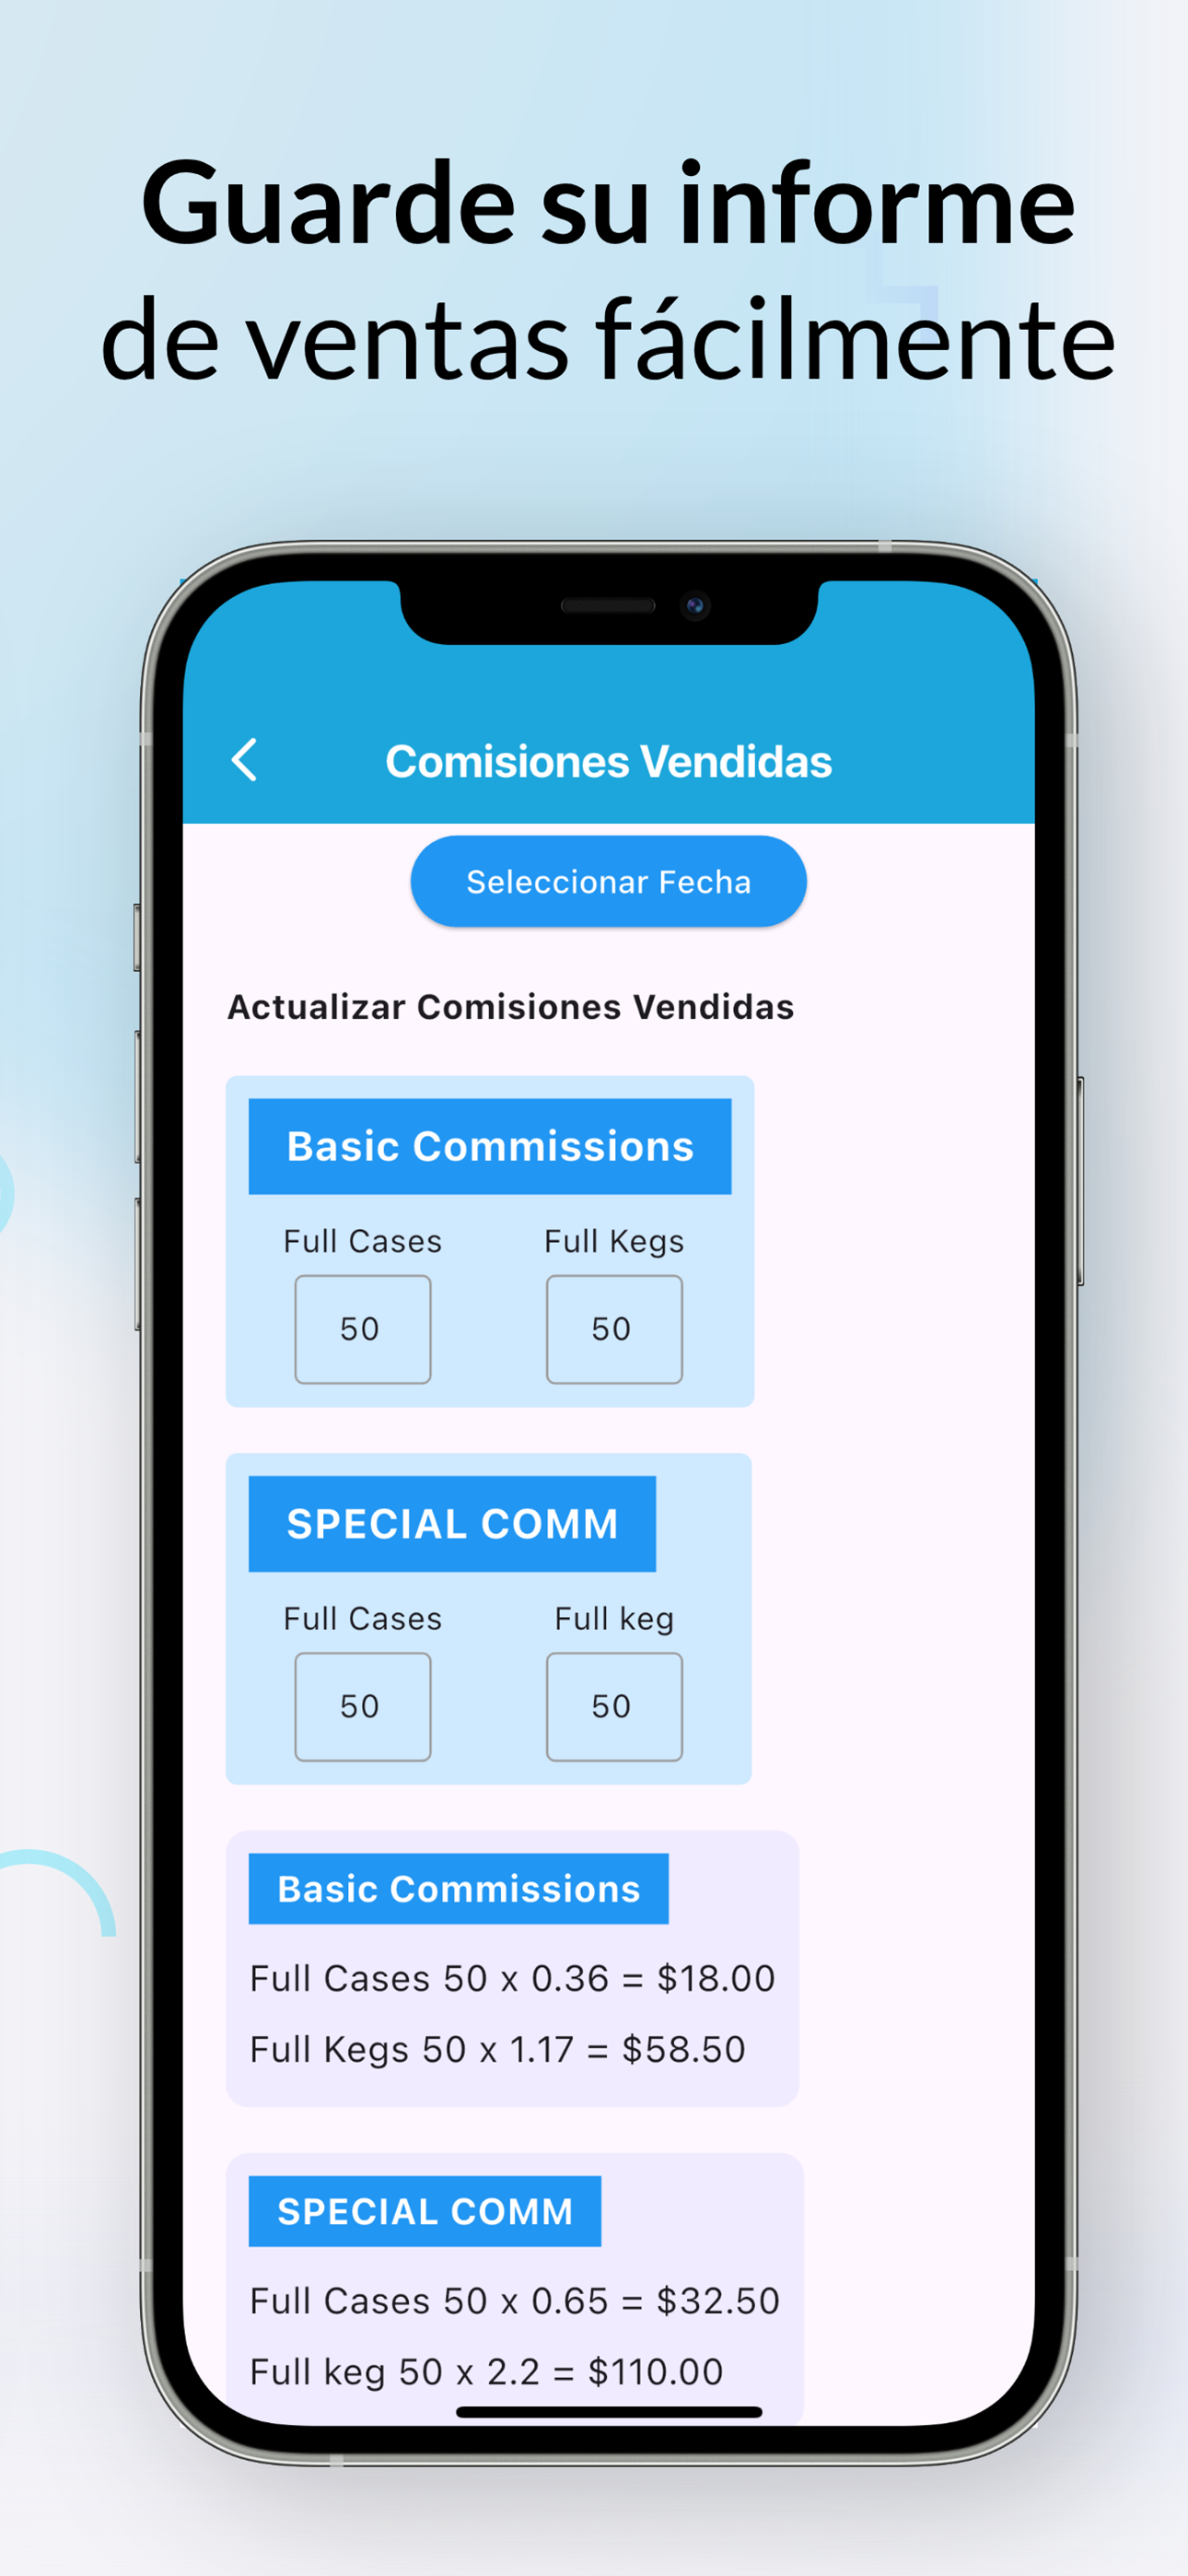 Guarde su informe
de ventas fácilmente
Comisiones Vendidas
Seleccionar Fecha
Actualizar Comisiones Vendidas
Basic Commissions
Full Cases Full Kegs
50 50
SPECIAL COMM
Full Cases Full keg
50 50
Basic Commissions
Full Cases 50 x 0.36 = $18.00
Full Kegs 50 x 1.17 = $58.50
SPECIAL COMM
Full Cases 50 x 0.65 = $32.50
Full keg 50 x 2.2 = $110.00